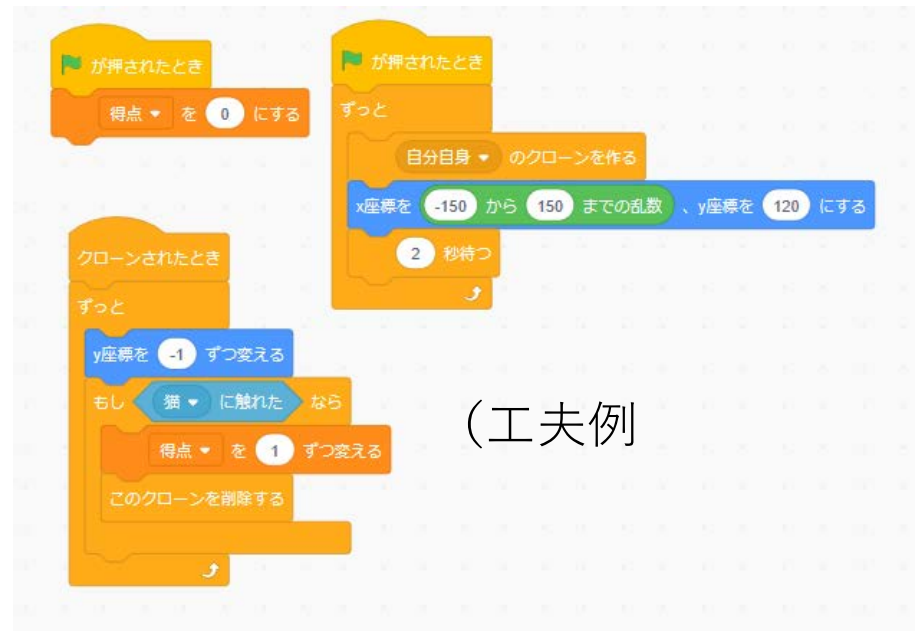 が押されたとき
得点 を 0 にする
が押されたとき
ずっと
自分自身 のクローンを作る
x座標を -150 から 150 までの乱数 、y座標を 120 にする
2 秒待つ
クローンされたとき
ずっと
y座標を -1 ずつ変える
もし 猫 に触れた なら
得点 を 1 ずつ変える
このクローンを削除する
（工夫例